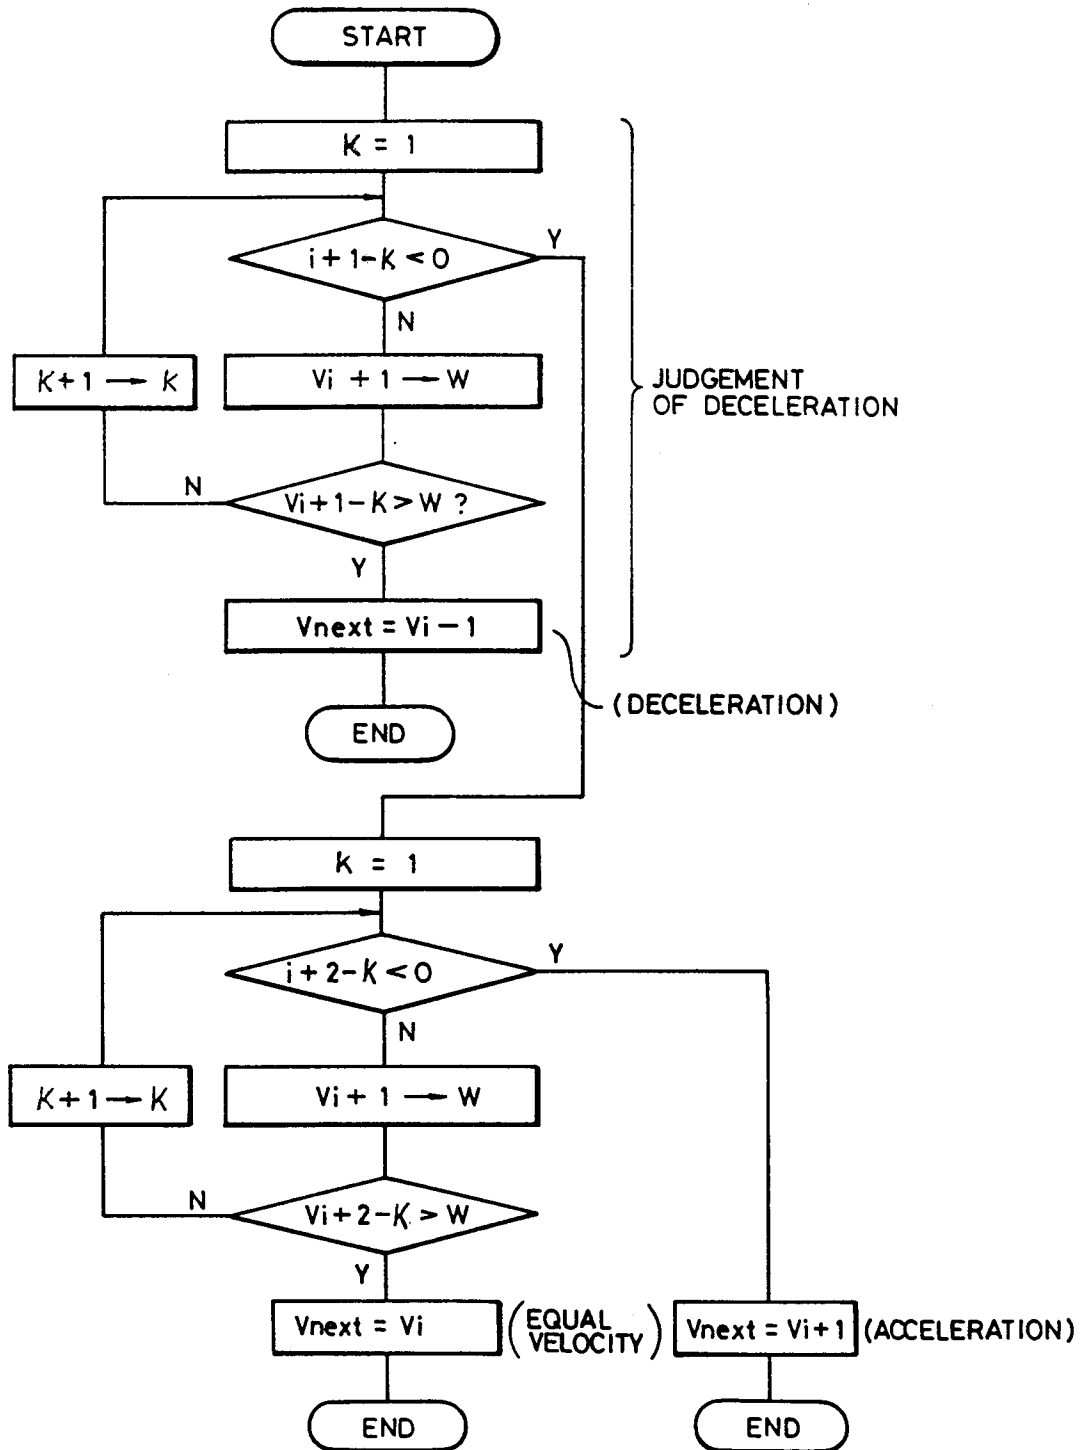 START
K = 1
i + 1 - K < 0
Y
N
K + 1 → K
Vi + 1 → W
JUDGEMENT
OF DECELERATION
N
Vi + 1 - K > W ?
Y
Vnext = Vi - 1
(DECELERATION)
END
K = 1
i + 2 - K < 0
Y
N
K + 1 → K
Vi + 1 → W
N
Vi + 2 - K > W
Y
Vnext = Vi
(EQUAL
VELOCITY)
Vnext = Vi + 1
(ACCELERATION)
END
END